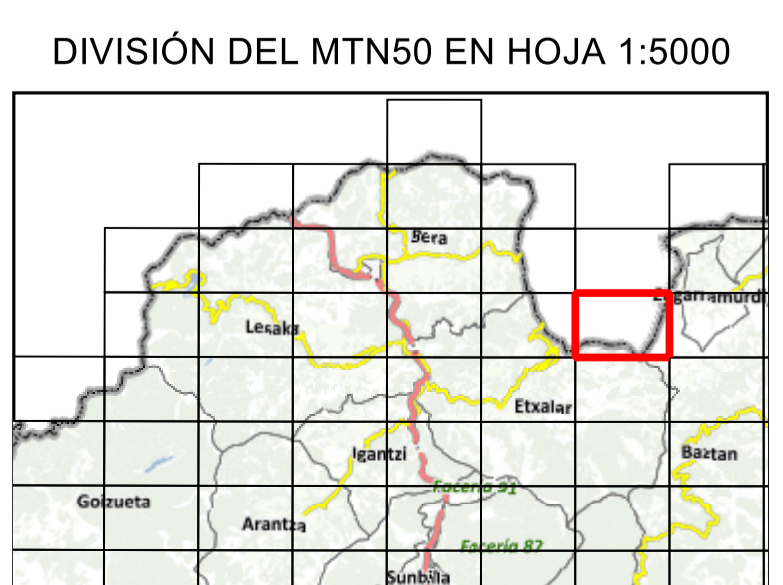 DIVISIÓN DEL MTN50 EN HOJA 1:5000
Bera
Zugarramurdi
Lesaka
Etxalar
Igantzi
Baztan
Facería 91
Goizueta
Arantza
Facería 87
Sunbilla